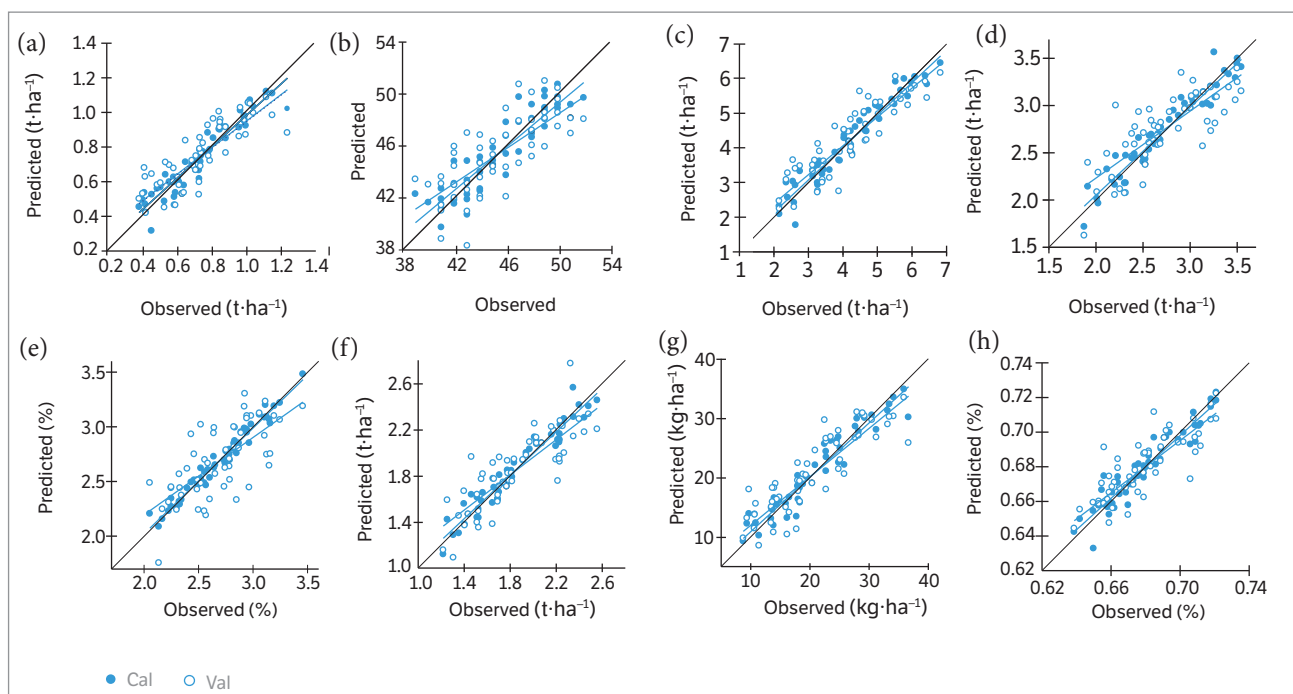 (a)
1.4
1.2
1.0
0.8
0.6
0.4
0.2
Predicted (t·ha⁻¹)
0.2 0.4 0.6 0.8 1.0 1.2 1.4
Observed (t·ha⁻¹)
(b)
54
50
46
42
38
Predicted
38 42 46 50 54
Observed
(c)
7
6
5
4
3
2
1
Predicted (t·ha⁻¹)
1 2 3 4 5 6 7
Observed (t·ha⁻¹)
(d)
3.5
3.0
2.5
2.0
1.5
Predicted (t·ha⁻¹)
1.5 2.0 2.5 3.0 3.5
Observed (t·ha⁻¹)
(e)
3.5
3.0
2.5
2.0
Predicted (%)
2.0 2.5 3.0 3.5
Observed (%)
(f)
2.6
2.2
1.8
1.4
1.0
Predicted (t·ha⁻¹)
1.0 1.4 1.8 2.2 2.6
Observed (t·ha⁻¹)
(g)
40
30
20
10
Predicted (kg·ha⁻¹)
10 20 30 40
Observed (kg·ha⁻¹)
(h)
0.74
0.72
0.70
0.68
0.66
0.64
0.62
Predicted (%)
0.62 0.66 0.70 0.74
Observed (%)
Cal Val